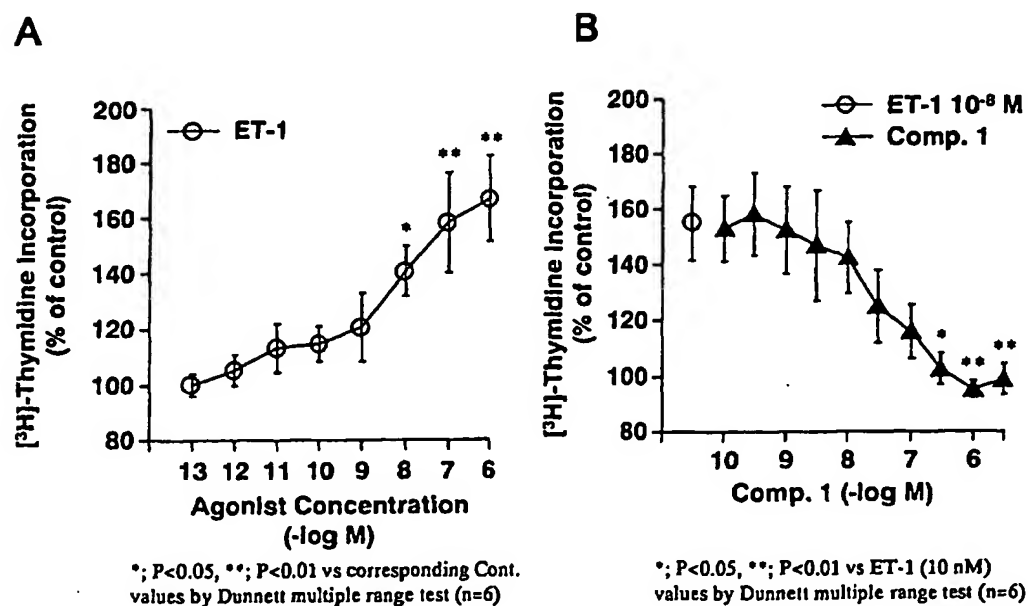 A
[³H]-Thymidine Incorporation
(% of control)
200
180
160
140
120
100
80
ET-1
*
**
**
13 12 11 10 9 8 7 6
Agonist Concentration
(-log M)
*; P<0.05, **; P<0.01 vs corresponding Cont.
values by Dunnett multiple range test (n=6)
B
[³H]-Thymidine Incorporation
(% of control)
200
180
160
140
120
100
80
ET-1 10⁻⁸ M
Comp. 1
*
**
**
10 9 8 7 6
Comp. 1 (-log M)
*; P<0.05, **; P<0.01 vs ET-1 (10 nM)
values by Dunnett multiple range test (n=6)